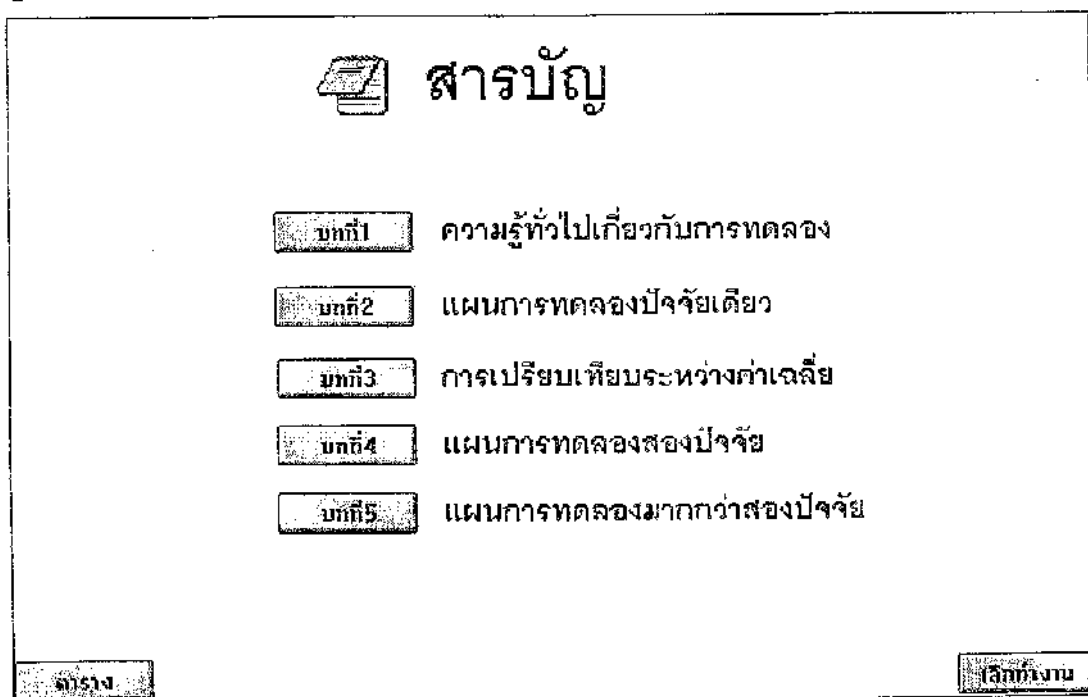 สารบัญ
บทที่1 ความรู้ทั่วไปเกี่ยวกับการทดลอง
บทที่2 แผนการทดลองปัจจัยเดียว
บทที่3 การเปรียบเทียบระหว่างค่าเฉลี่ย
บทที่4 แผนการทดลองสองปัจจัย
บทที่5 แผนการทดลองมากกว่าสองปัจจัย
ตาราง เลิกทำงาน